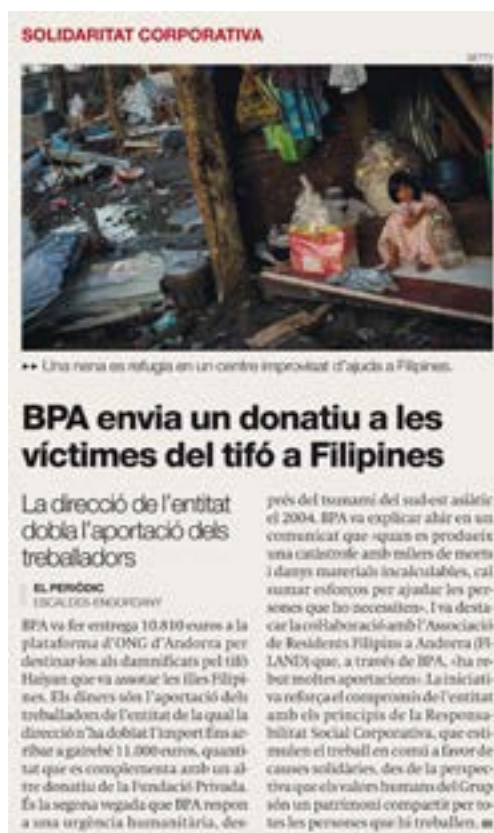 SOLIDARITAT CORPORATIVA
GETTY
▸▸ Una nena es refugia en un centre improvisat d'ajuda a Filipines.
BPA envia un donatiu a les
víctimes del tifó a Filipines
La direcció de l'entitat
dobla l'aportació dels
treballadors
EL PERIÒDIC
ESCALDES-ENGORDANY
BPA va fer entrega 10.810 euros a la
plataforma d'ONG d'Andorra per
destinar-los als damnificats pel tifó
Haiyan que va assotar les illes Filipi-
nes. Els diners són l'aportació dels
treballadors de l'entitat de la qual la
direcció n'ha doblat l'import fins ar-
ribar a gairebé 11.000 euros, quanti-
tat que es complementa amb un al-
tre donatiu de la Fundació Privada.
És la segona vegada que BPA respon
a una urgència humanitària, des-
prés del tsunami del sud-est asiàtic
el 2004. BPA va explicar ahir en un
comunicat que «quan es produeix
una catàstrofe amb milers de morts
i danys materials incalculables, cal
sumar esforços per ajudar les per-
sones que ho necessiten». I va desta-
car la col·laboració amb l'Associació
de Residents Filipins a Andorra (FI-
LAND) que, a través de BPA, «ha re-
but moltes aportacions». La iniciati-
va reforça el compromís de l'entitat
amb els principis de la Responsa-
bilitat Social Corporativa, que esti-
mulen el treball en comú a favor de
causes solidàries, des de la perspec-
tiva que els valors humans del Grup
són un patrimoni compartit per to-
tes les persones que hi treballen.